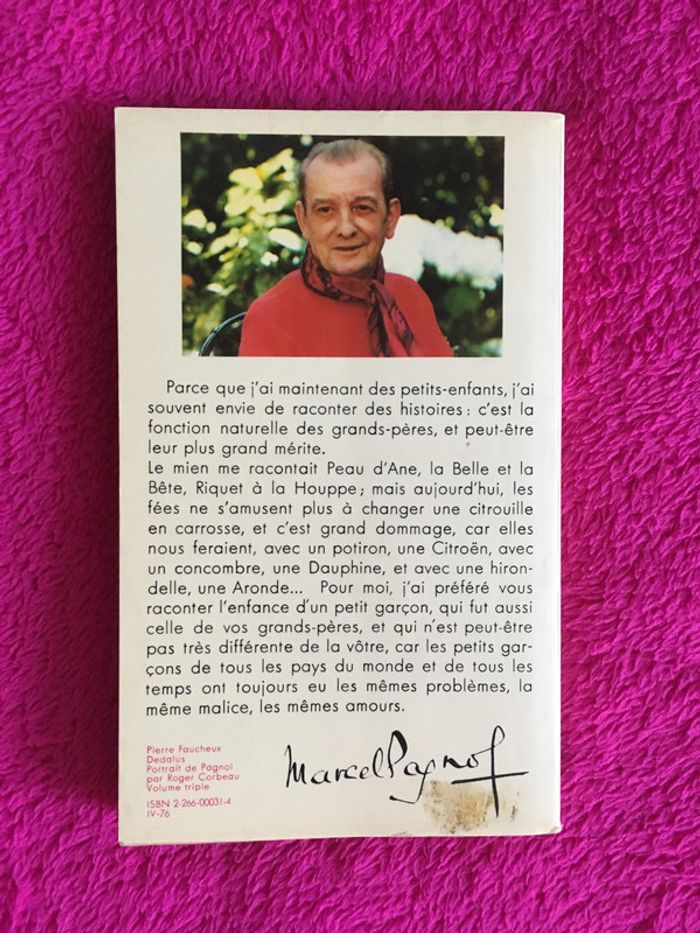 Parce que j'ai maintenant des petits-enfants, j'ai
souvent envie de raconter des histoires : c'est la
fonction naturelle des grands-pères, et peut-être
leur plus grand mérite.
Le mien me racontait Peau d'Ane, la Belle et la
Bête, Riquet à la Houppe ; mais aujourd'hui, les
fées ne s'amusent plus à changer une citrouille
en carrosse, et c'est grand dommage, car elles
nous feraient, avec un potiron, une Citroën, avec
un concombre, une Dauphine, et avec une hiron-
delle, une Aronde... Pour moi, j'ai préféré vous
raconter l'enfance d'un petit garçon, qui fut aussi
celle de vos grands-pères, et qui n'est peut-être
pas très différente de la vôtre, car les petits gar-
çons de tous les pays du monde et de tous les
temps ont toujours eu les mêmes problèmes, la
même malice, les mêmes amours.
Marcel Pagnol
Pierre Faucheux
Dedalus
Portrait de Pagnol
par Roger Corbeau
Volume triple
ISBN 2-266-00031-4
IV-76